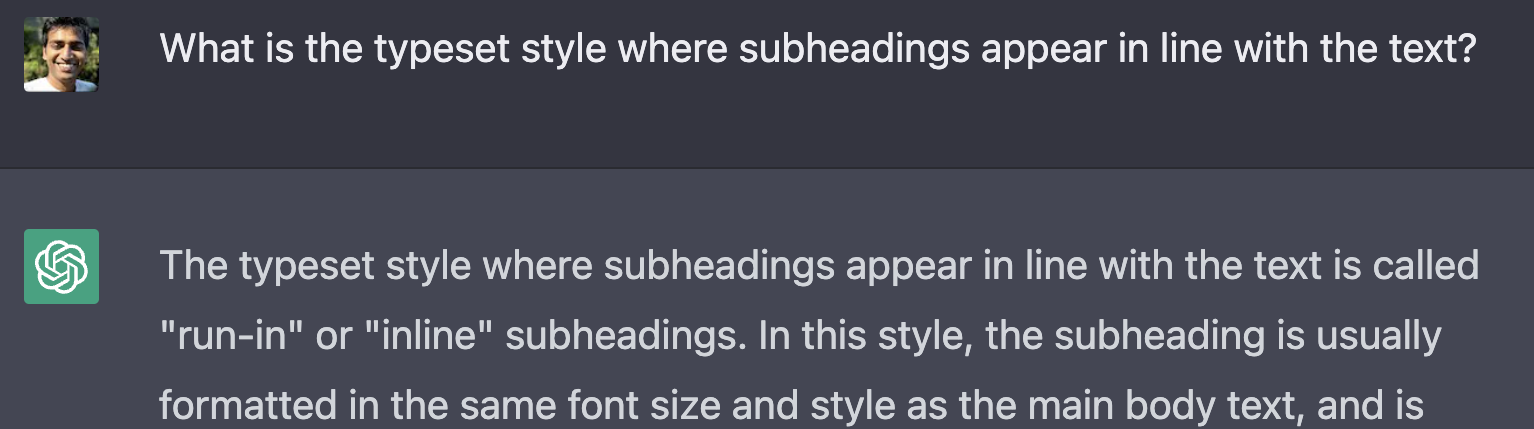 What is the typeset style where subheadings appear in line with the text?
The typeset style where subheadings appear in line with the text is called
"run-in" or "inline" subheadings. In this style, the subheading is usually
formatted in the same font size and style as the main body text, and is